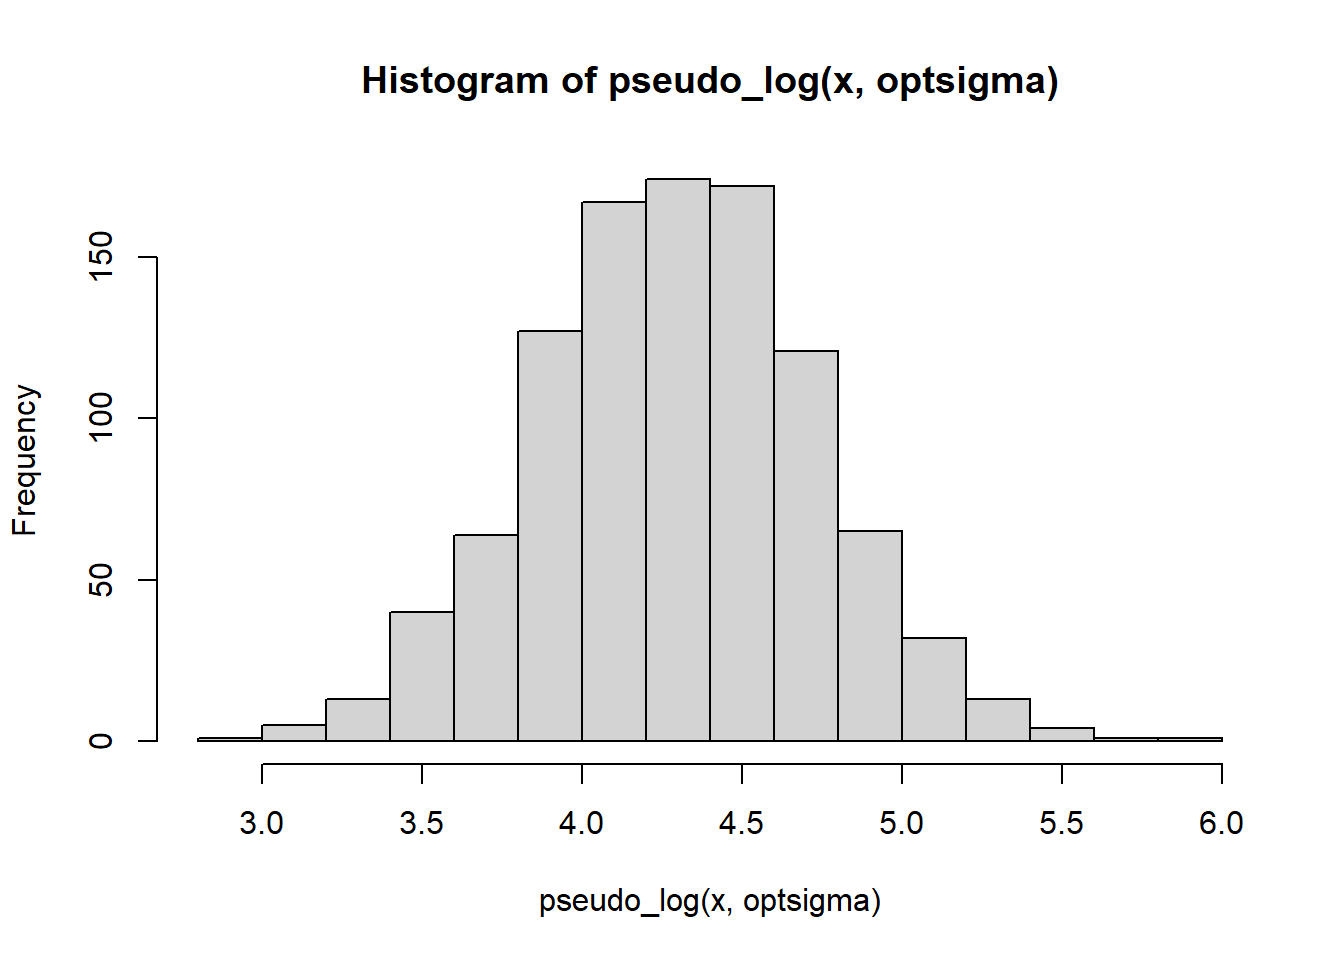 Histogram of pseudo_log(x, optsigma)
Frequency
150
100
50
0
3.0 3.5 4.0 4.5 5.0 5.5 6.0
pseudo_log(x, optsigma)